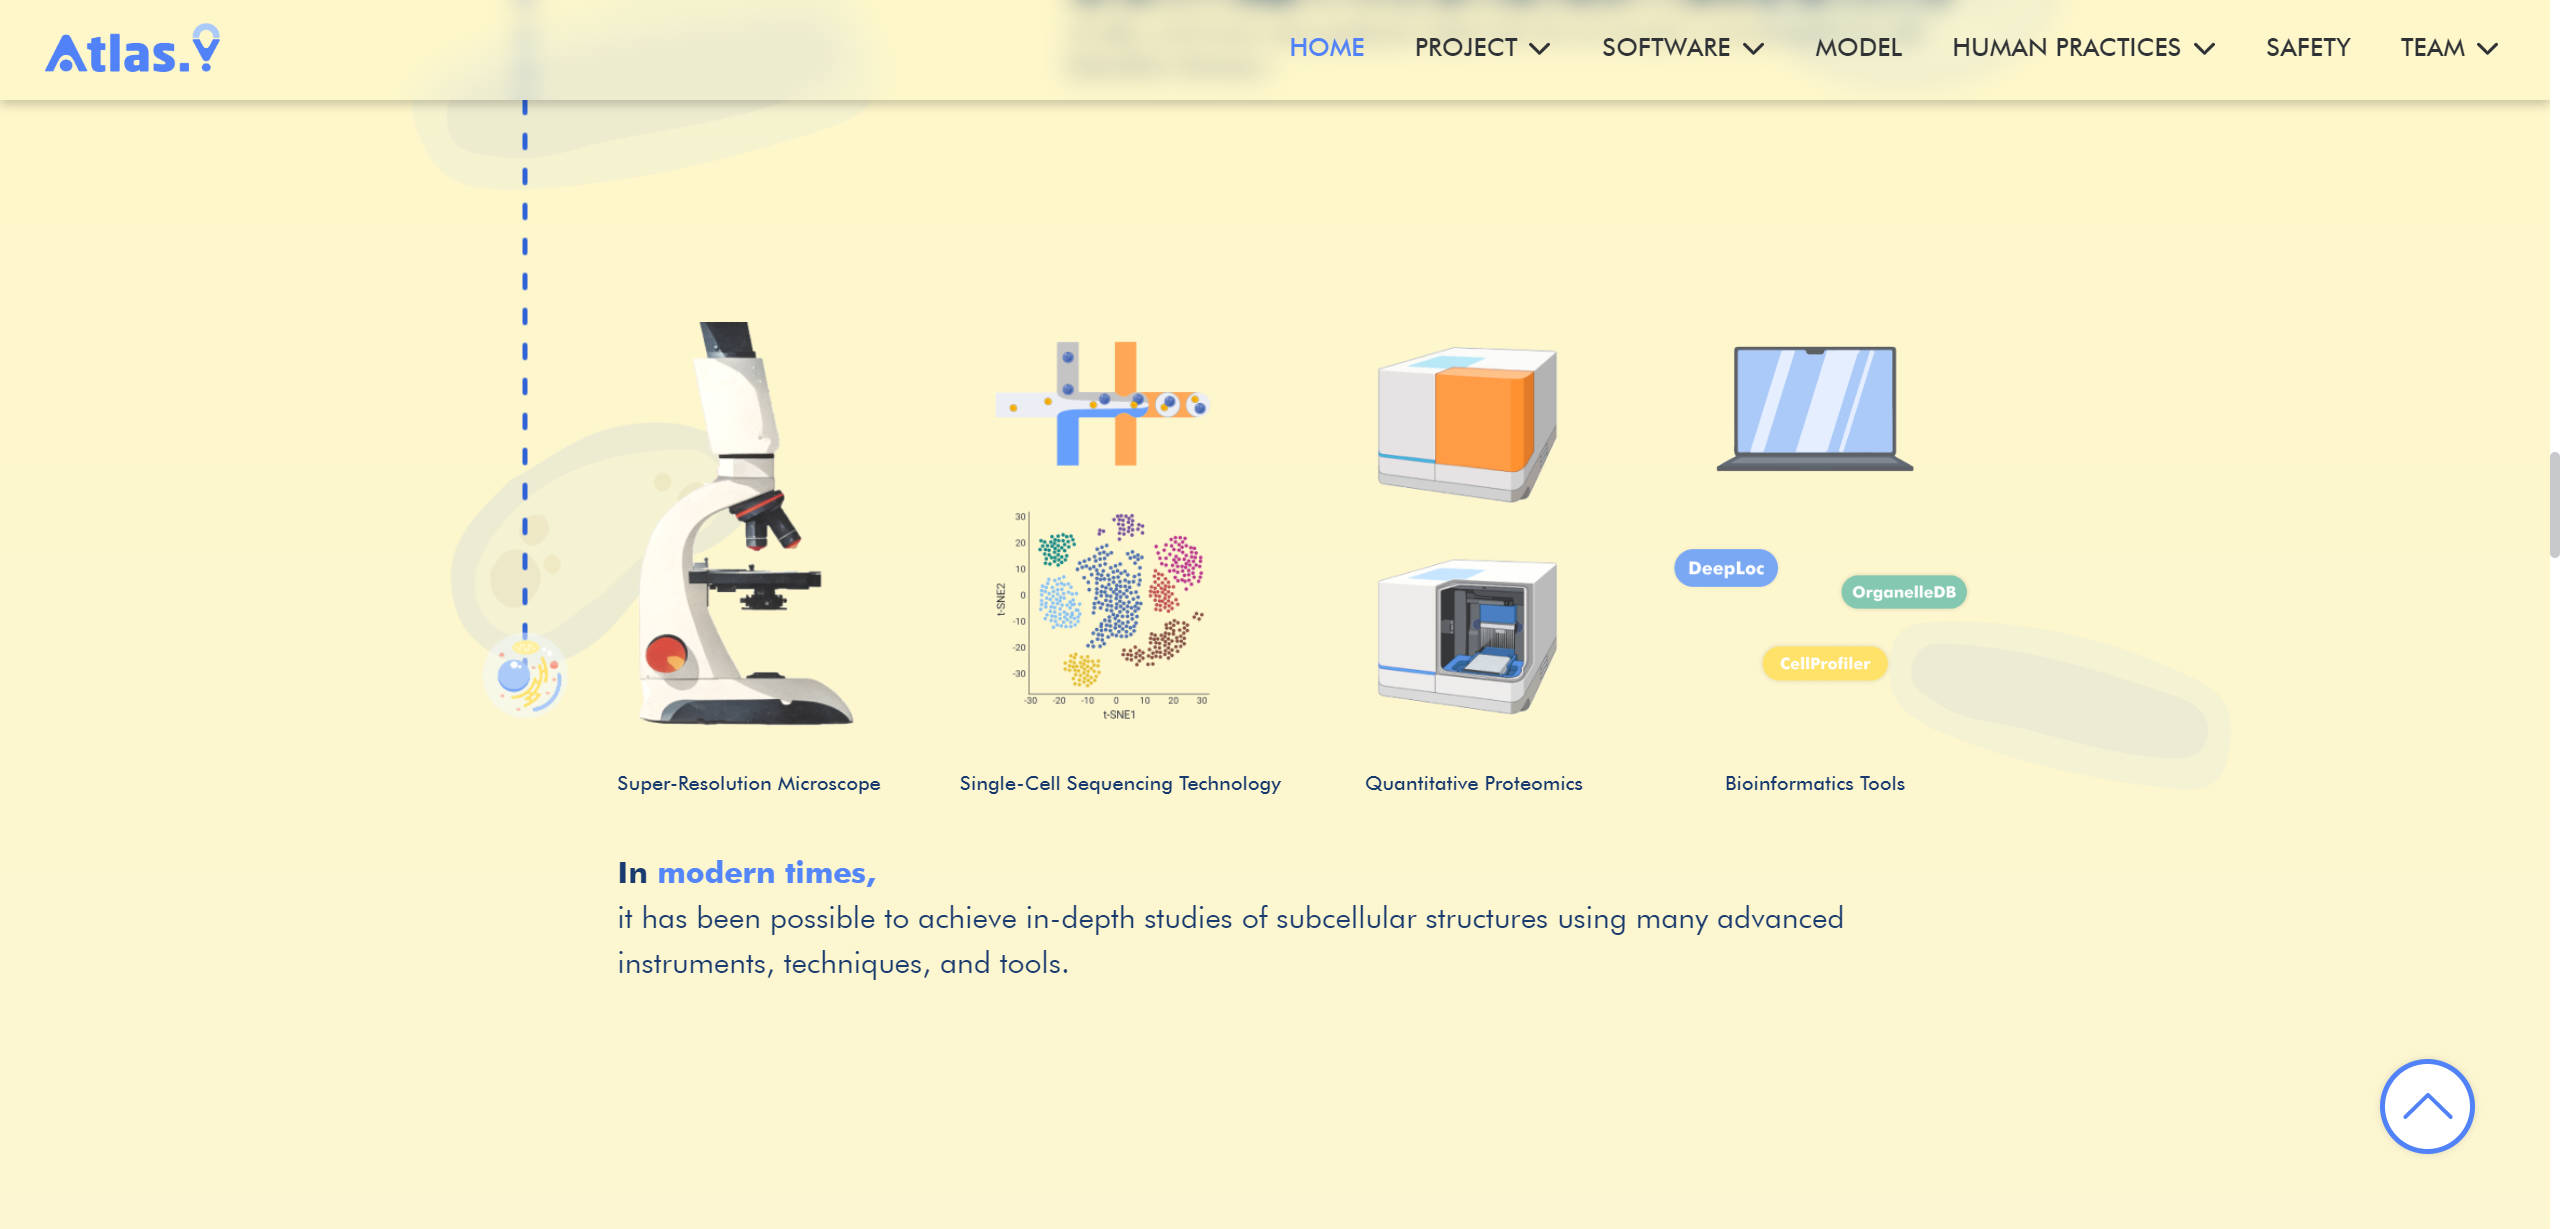 Atlas.Y
HOME PROJECT SOFTWARE MODEL HUMAN PRACTICES SAFETY TEAM
30
20
10
0
-10
-20
-30
t-SNE2
-30 -20 -10 0 10 20 30
t-SNE1
DeepLoc
OrganelleDB
CellProfiler
Super-Resolution Microscope
Single-Cell Sequencing Technology
Quantitative Proteomics
Bioinformatics Tools
In modern times,
it has been possible to achieve in-depth studies of subcellular structures using many advanced
instruments, techniques, and tools.